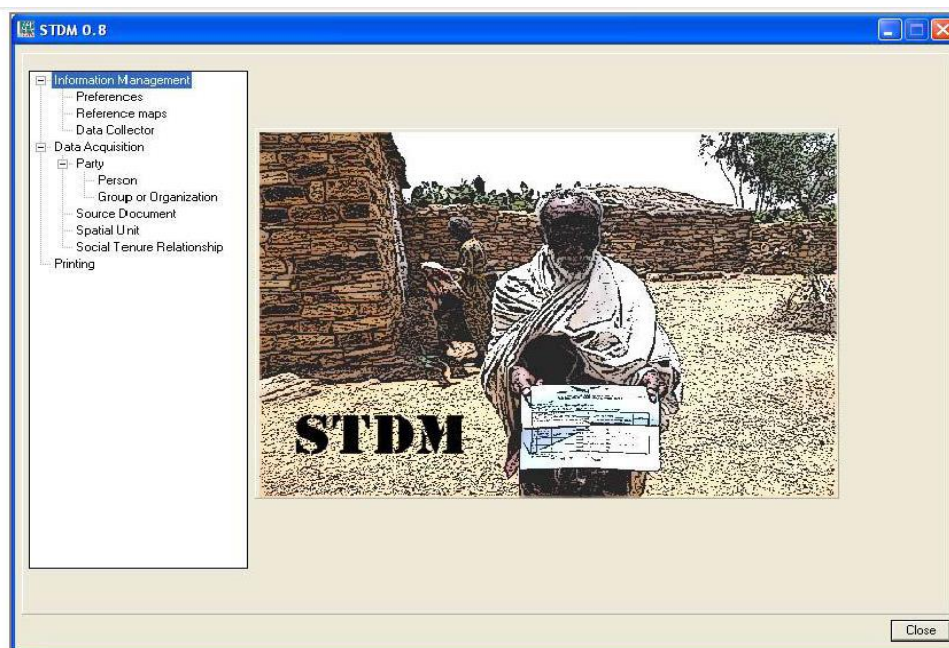 STDM 0.8
Information Management
Preferences
Reference maps
Data Collector
Data Acquisition
Party
Person
Group or Organization
Source Document
Spatial Unit
Social Tenure Relationship
Printing
STDM
Close